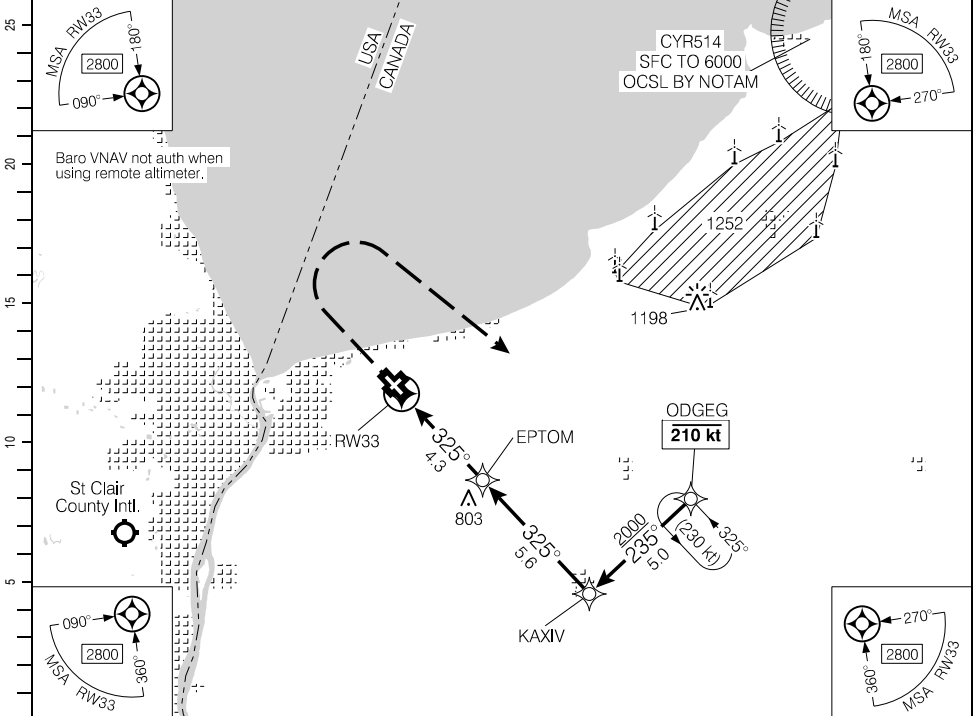 25
20
15
10
5
MSA RW33
180°
2800
090°
USA
CANADA
CYR514
SFC TO 6000
OCSL BY NOTAM
MSA RW33
180°
2800
270°
Baro VNAV not auth when
using remote altimeter.
1252
1198
ODGEG
210 kt
RW33
325°
4.3
EPTOM
803
St Clair
County Intl.
325°
5.6
2000
235°
5.0
(230 kt)
325°
KAXIV
090°
2800
360°
MSA RW33
270°
2800
360°
MSA RW33